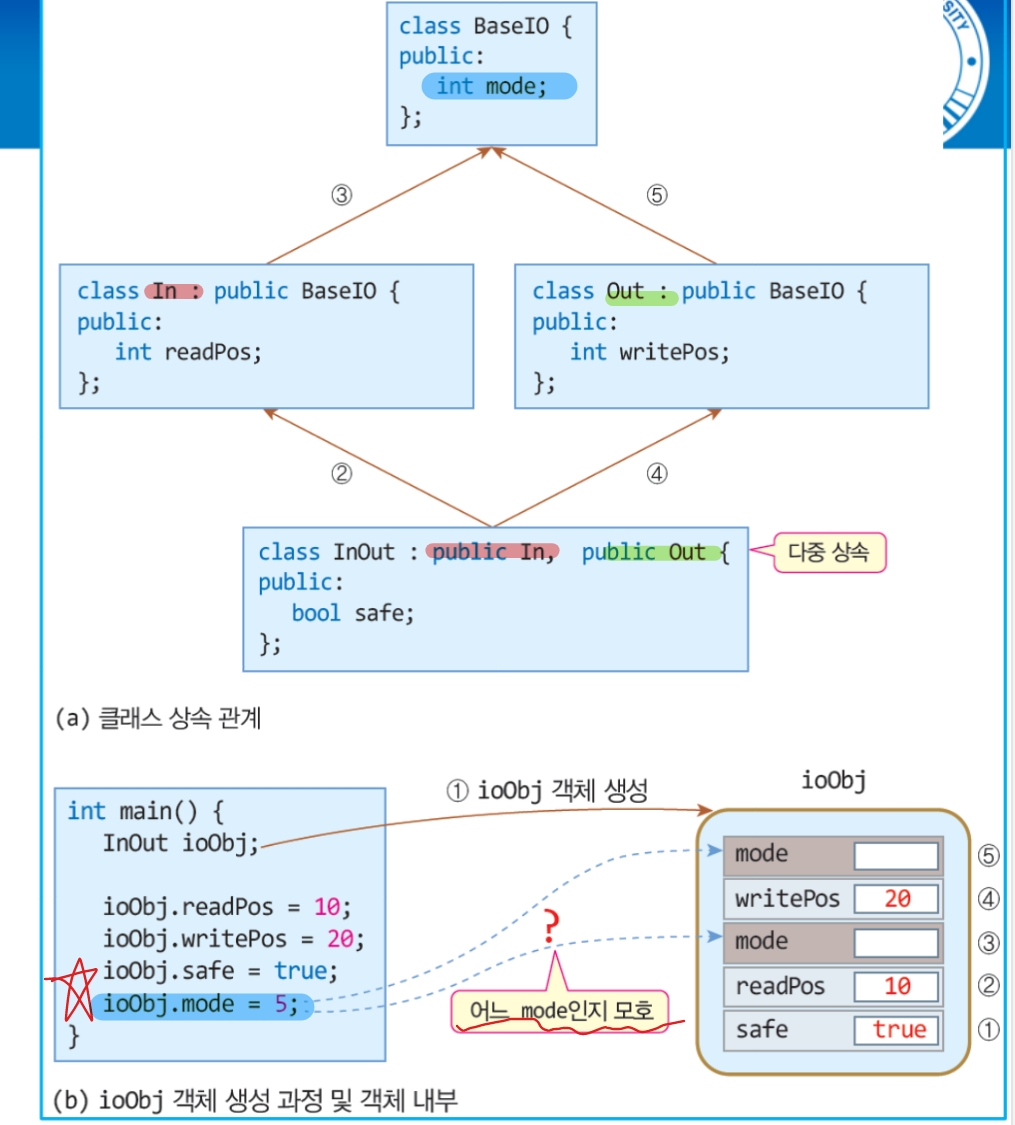 SITY
class BaseIO {
public:
int mode;
};
③
⑤
class In : public BaseIO {
public:
int readPos;
};
class Out : public BaseIO {
public:
int writePos;
};
②
④
class InOut : public In, public Out {
public:
bool safe;
};
다중 상속
(a) 클래스 상속 관계
int main() {
InOut ioObj;
ioObj.readPos = 10;
ioObj.writePos = 20;
ioObj.safe = true;
ioObj.mode = 5;
}
① ioObj 객체 생성
?
어느 mode인지 모호
ioObj
mode ⑤
writePos 20 ④
mode ③
readPos 10 ②
safe true ①
(b) ioObj 객체 생성 과정 및 객체 내부